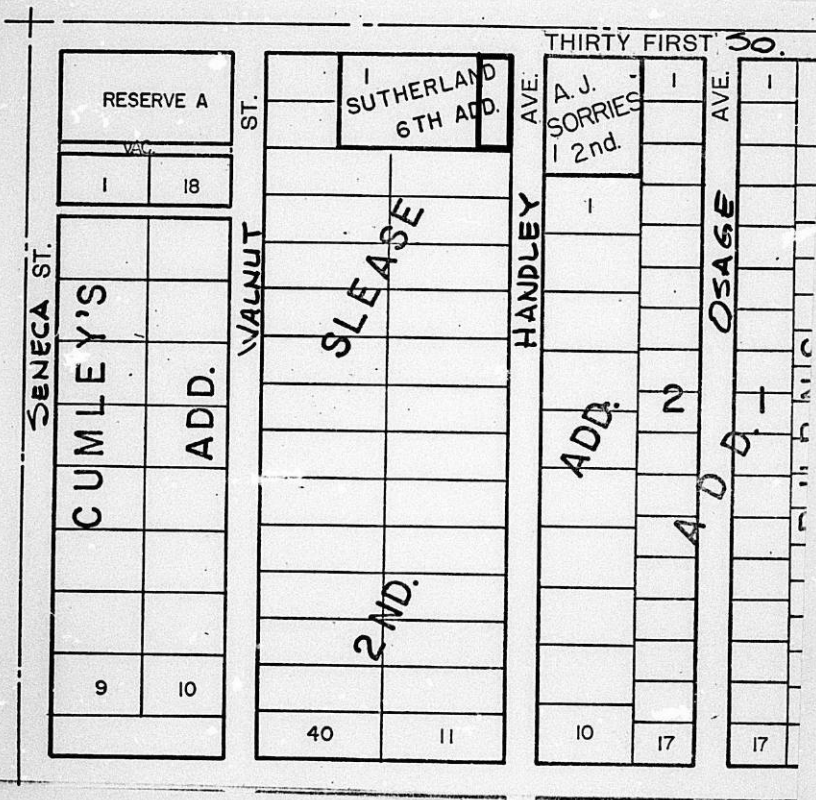 THIRTY FIRST SO.
SENECA ST.
RESERVE A
VAC.
1 18
CUMLEY'S
ADD.
9 10
WALNUT ST.
1
SUTHERLAND
6TH ADD.
SLEASE
2ND.
40 11
HANDLEY AVE.
A. J.
SORRIES
1 2nd.
1
ADD.
10
1
2
17
OSAGE AVE.
ADD.
1
1
17